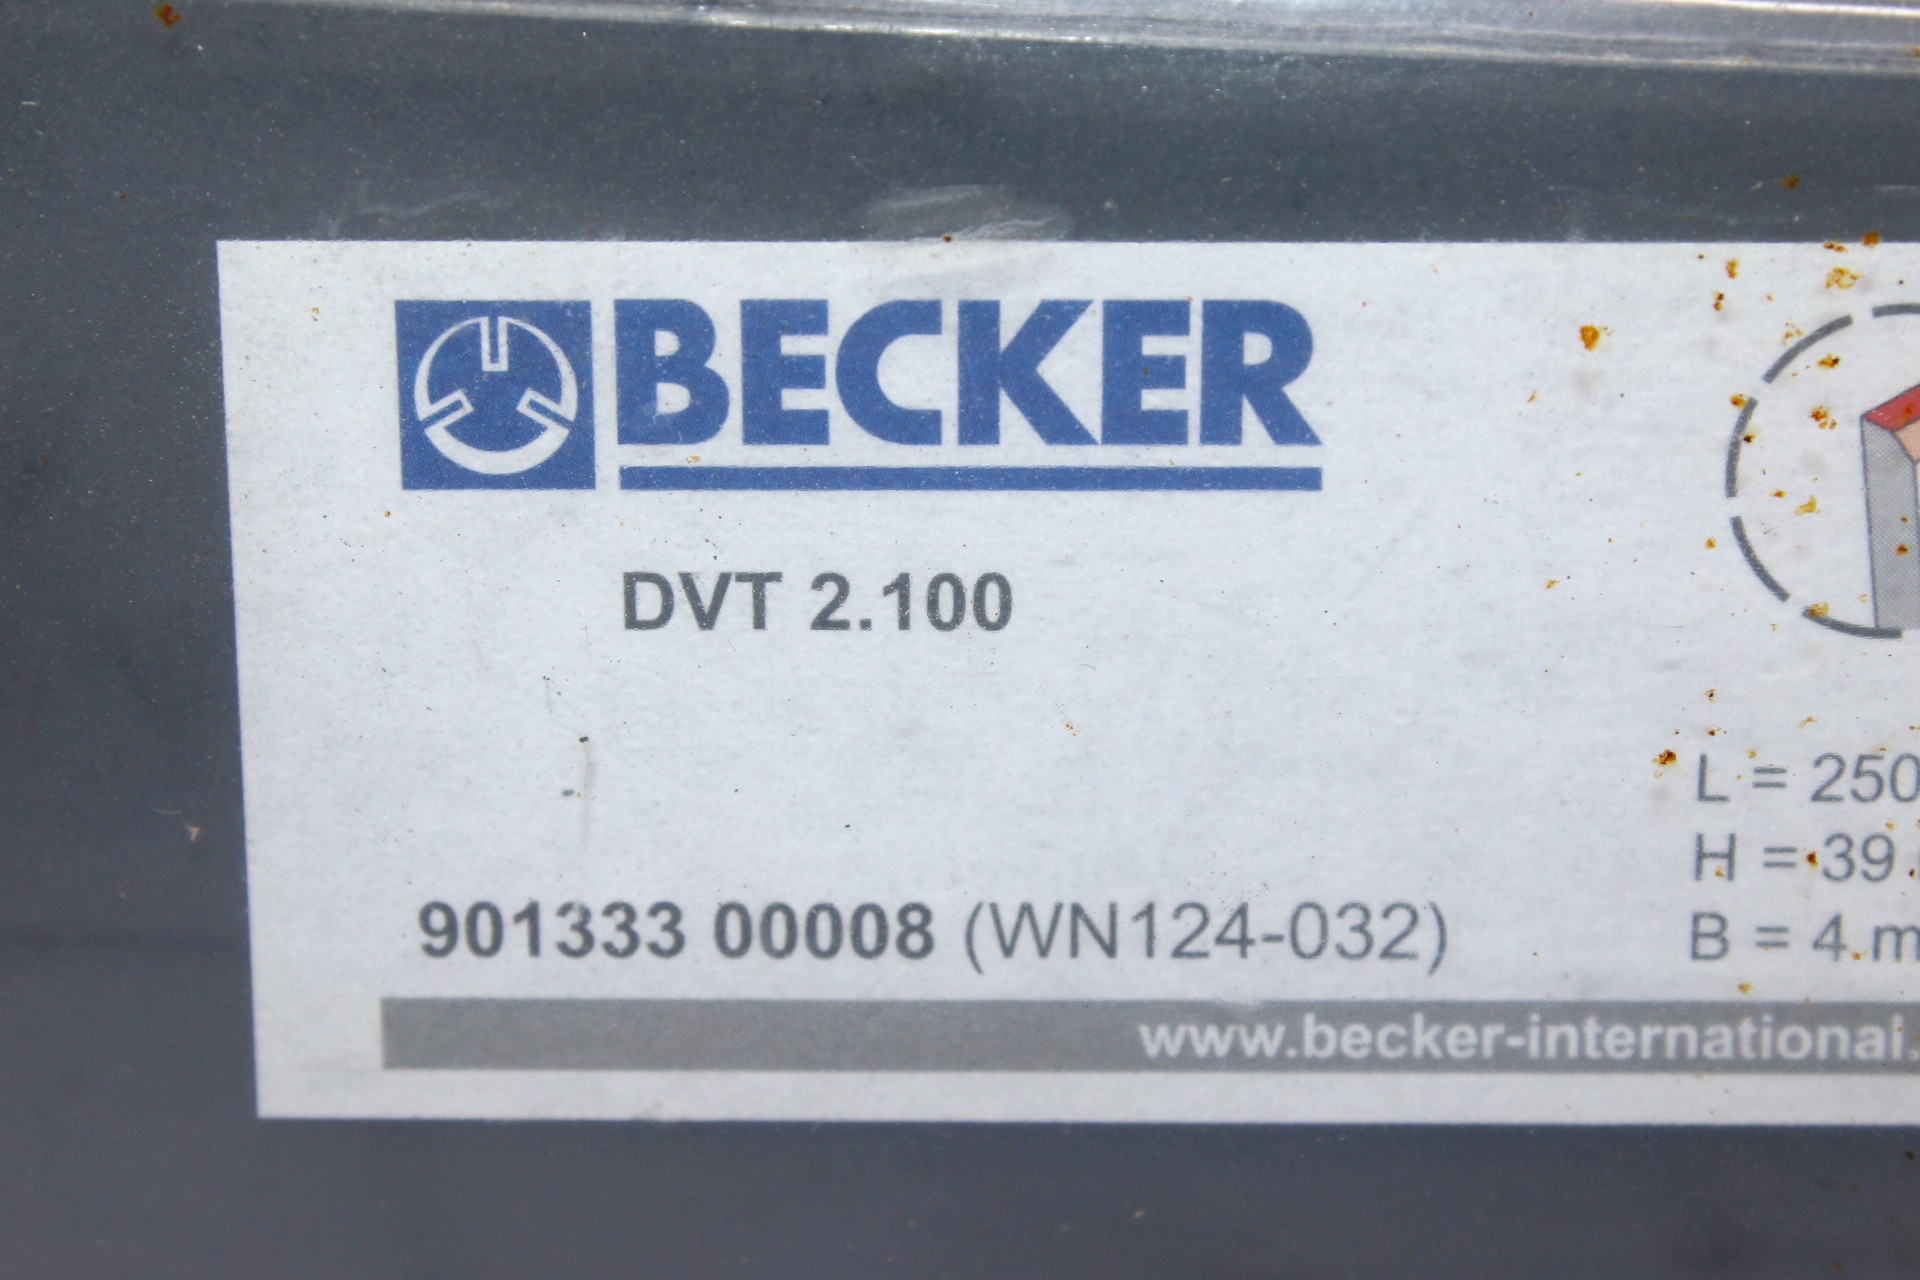 BECKER
DVT 2.100
L = 250
H = 39
B = 4 m
901333 00008 (WN124-032)
www.becker-international.